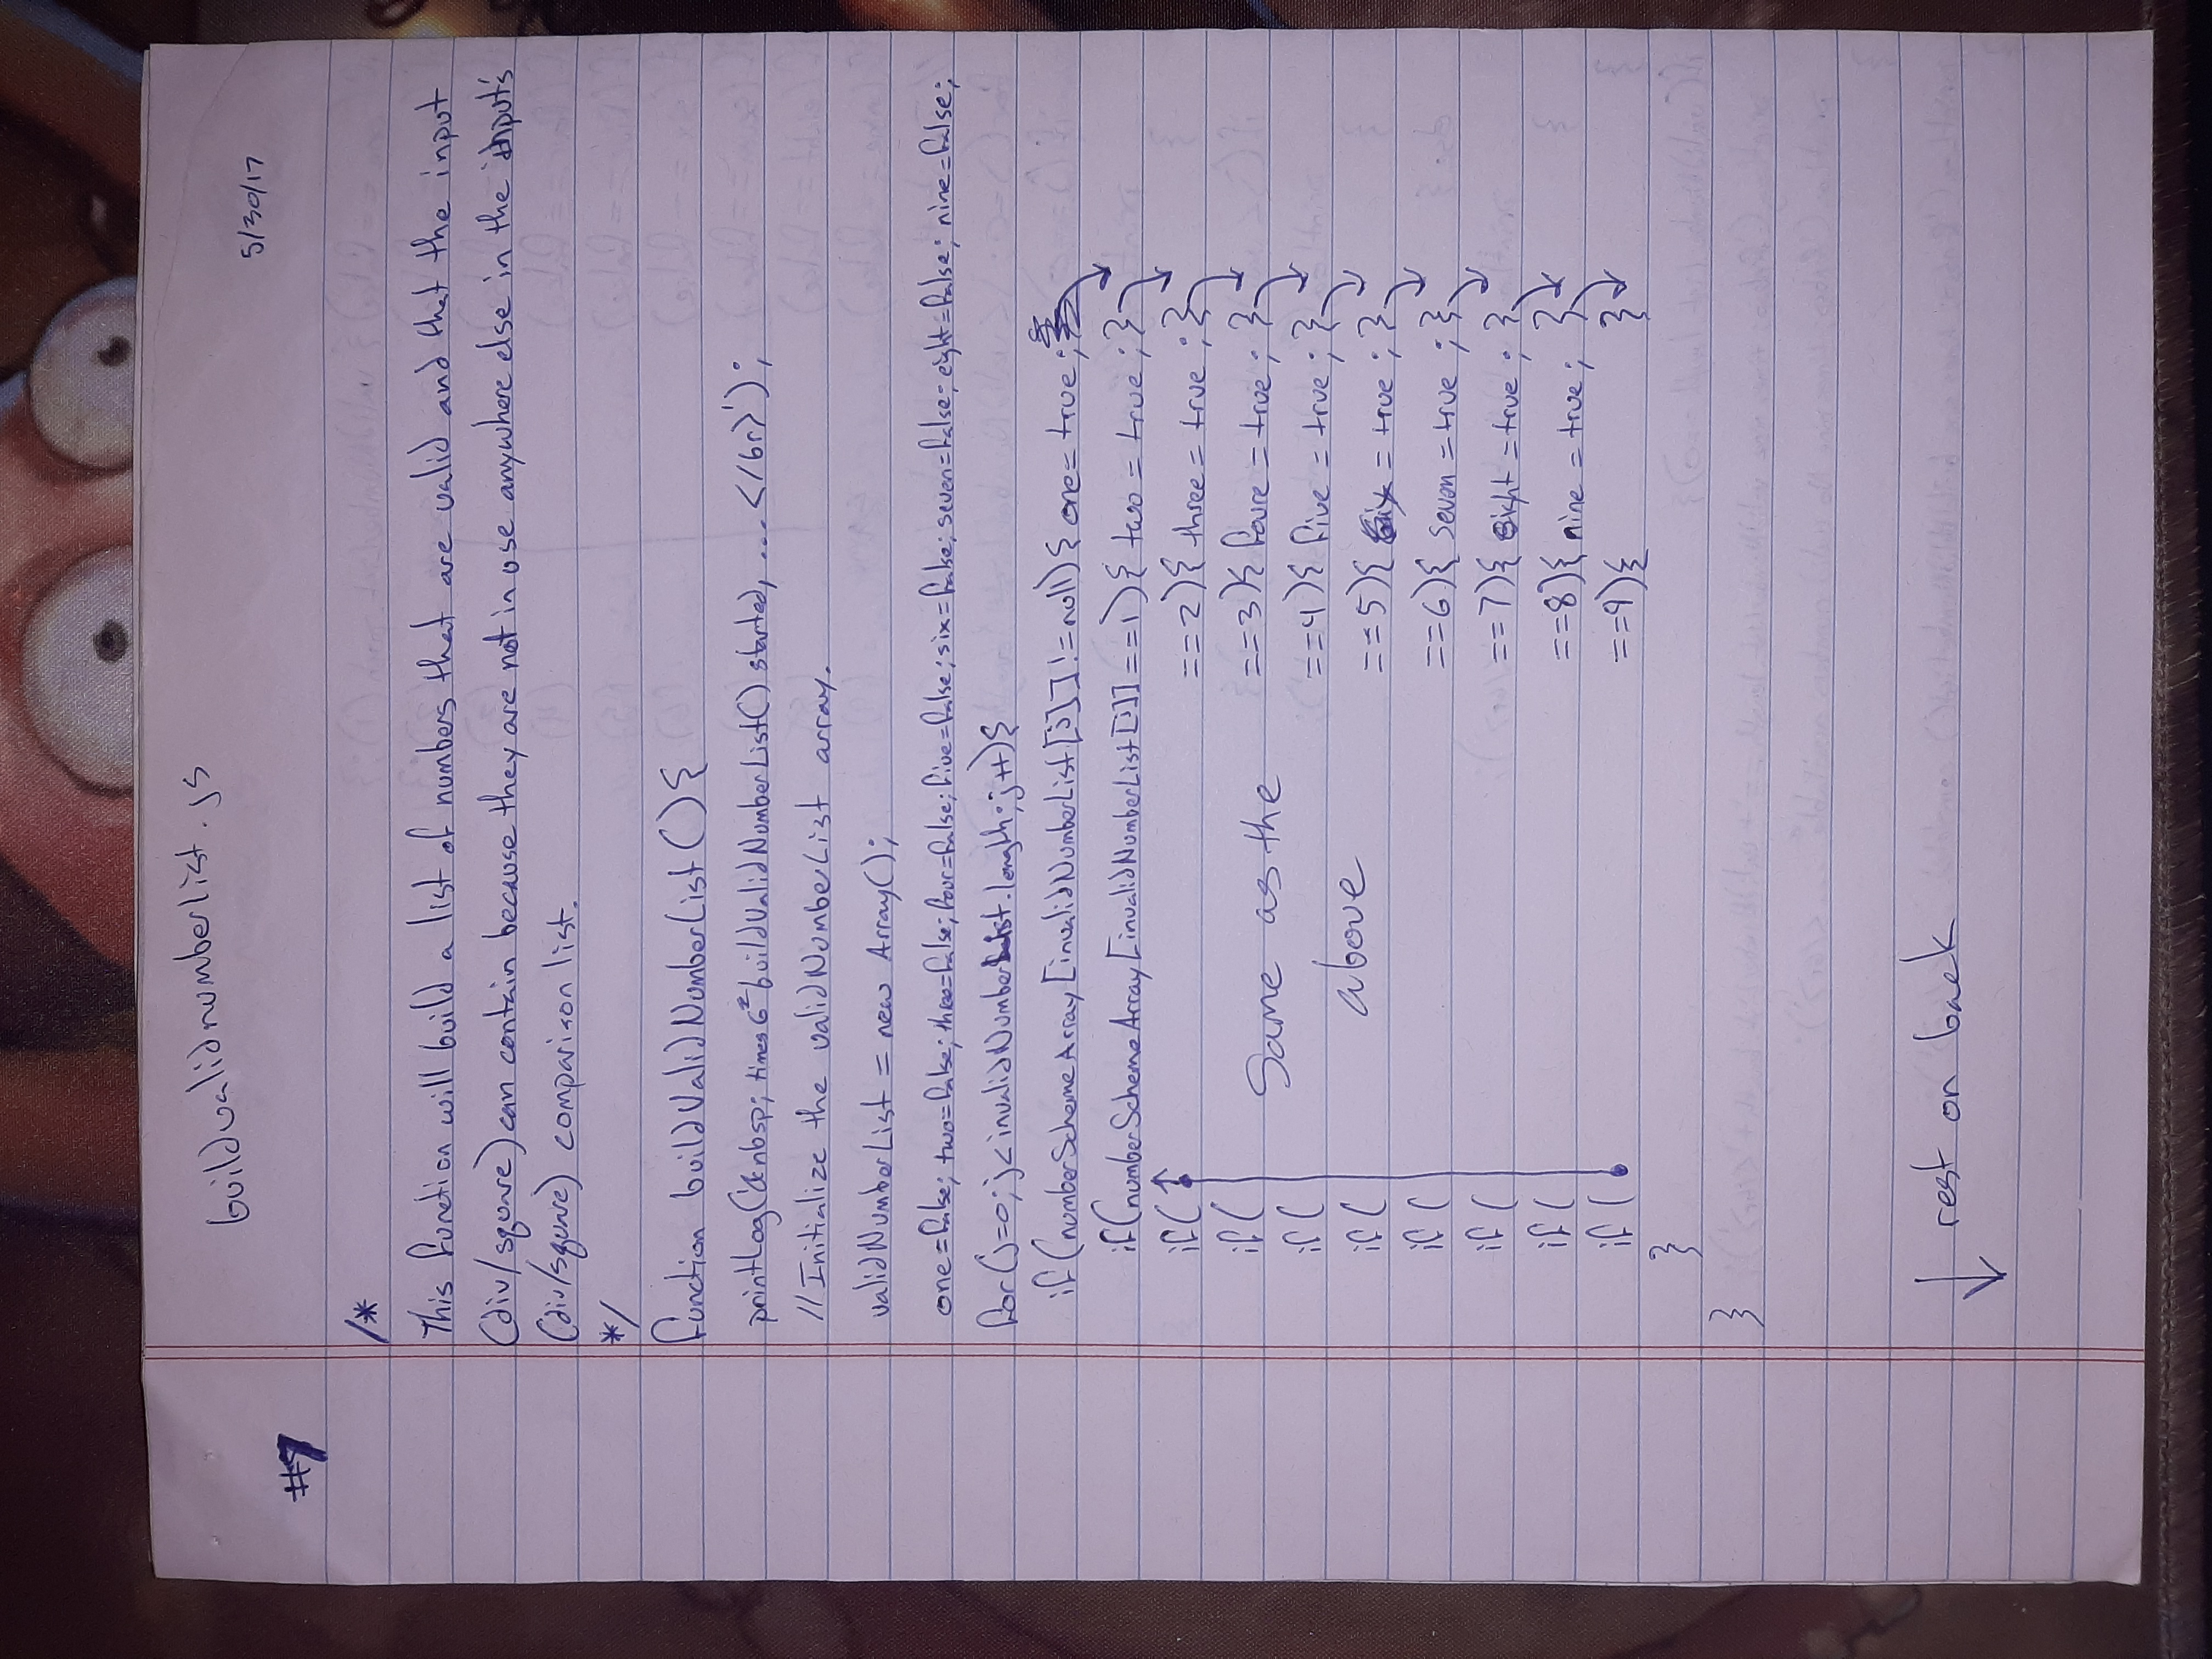 buildvalidnumberlist.js
5/30/17
#7
/*
This function will build a list of numbers that are valid and that the input
(div/square) can contain because they are not in use anywhere else in the input's
(div/square) comparison list.
*/
function buildValidNumberList(){
printLog('&nbsp; times 6² buildValidNumberList() started, ... </br>');
// Initialize the validNumberList array.
validNumberList = new Array();
one=false; two=false; three=false; four=false; five=false; six=false; seven=false; eight=false; nine=false;
for(j=0; j<invalidNumberList.length; j++){
if(numberSchemeArray[invalidNumberList[j]]!=null){ one= true;
if(numberSchemeArray[invalidNumberList[j]]==1){ two = true; }
if( ==2){ three = true; }
if( Same as the ==3){ foure = true; }
if( ==4){ five = true; }
if( above ==5){ six = true; }
if( ==6){ seven = true; }
if( ==7){ eight = true; }
if( ==8){ nine = true; }
if( ==9){ }
}
}
↓ rest on back